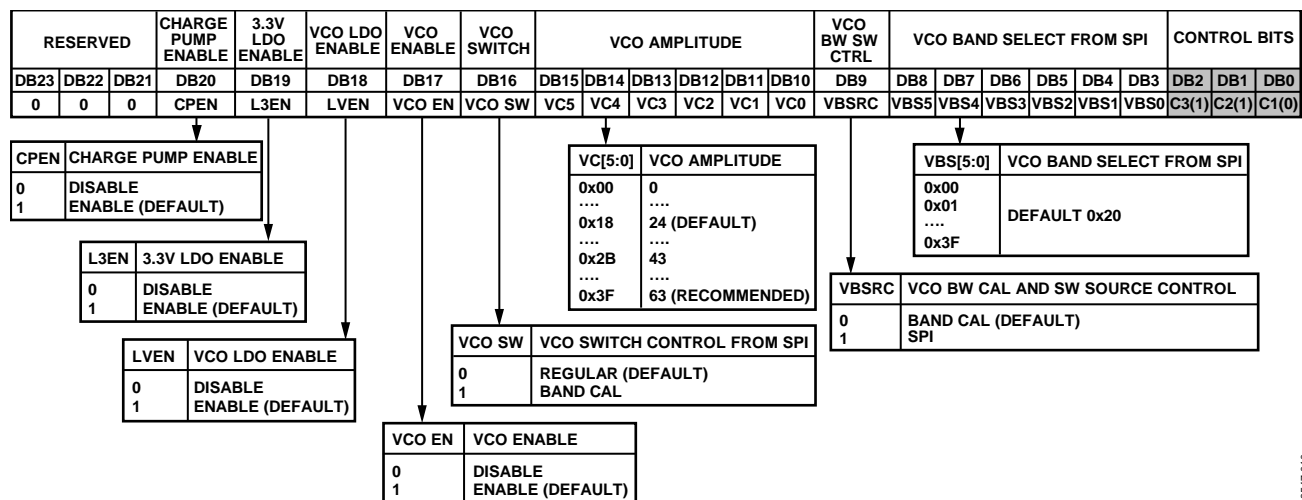 RESERVED
CHARGE PUMP ENABLE
3.3V LDO ENABLE
VCO LDO ENABLE
VCO ENABLE
VCO SWITCH
VCO AMPLITUDE
VCO BW SW CTRL
VCO BAND SELECT FROM SPI
CONTROL BITS
DB23 DB22 DB21 DB20 DB19 DB18 DB17 DB16 DB15 DB14 DB13 DB12 DB11 DB10 DB9 DB8 DB7 DB6 DB5 DB4 DB3 DB2 DB1 DB0
0 0 0 CPEN L3EN LVEN VCO EN VCO SW VC5 VC4 VC3 VC2 VC1 VC0 VBSRC VBS5 VBS4 VBS3 VBS2 VBS1 VBS0 C3(1) C2(1) C1(0)
CPEN CHARGE PUMP ENABLE
0 DISABLE
1 ENABLE (DEFAULT)
L3EN 3.3V LDO ENABLE
0 DISABLE
1 ENABLE (DEFAULT)
LVEN VCO LDO ENABLE
0 DISABLE
1 ENABLE (DEFAULT)
VCO EN VCO ENABLE
0 DISABLE
1 ENABLE (DEFAULT)
VCO SW VCO SWITCH CONTROL FROM SPI
0 REGULAR (DEFAULT)
1 BAND CAL
VC[5:0] VCO AMPLITUDE
0x00 0
.... ....
0x18 24 (DEFAULT)
.... ....
0x2B 43
.... ....
0x3F 63 (RECOMMENDED)
VBSRC VCO BW CAL AND SW SOURCE CONTROL
0 BAND CAL (DEFAULT)
1 SPI
VBS[5:0] VCO BAND SELECT FROM SPI
0x00
0x01
....
0x3F
DEFAULT 0x20